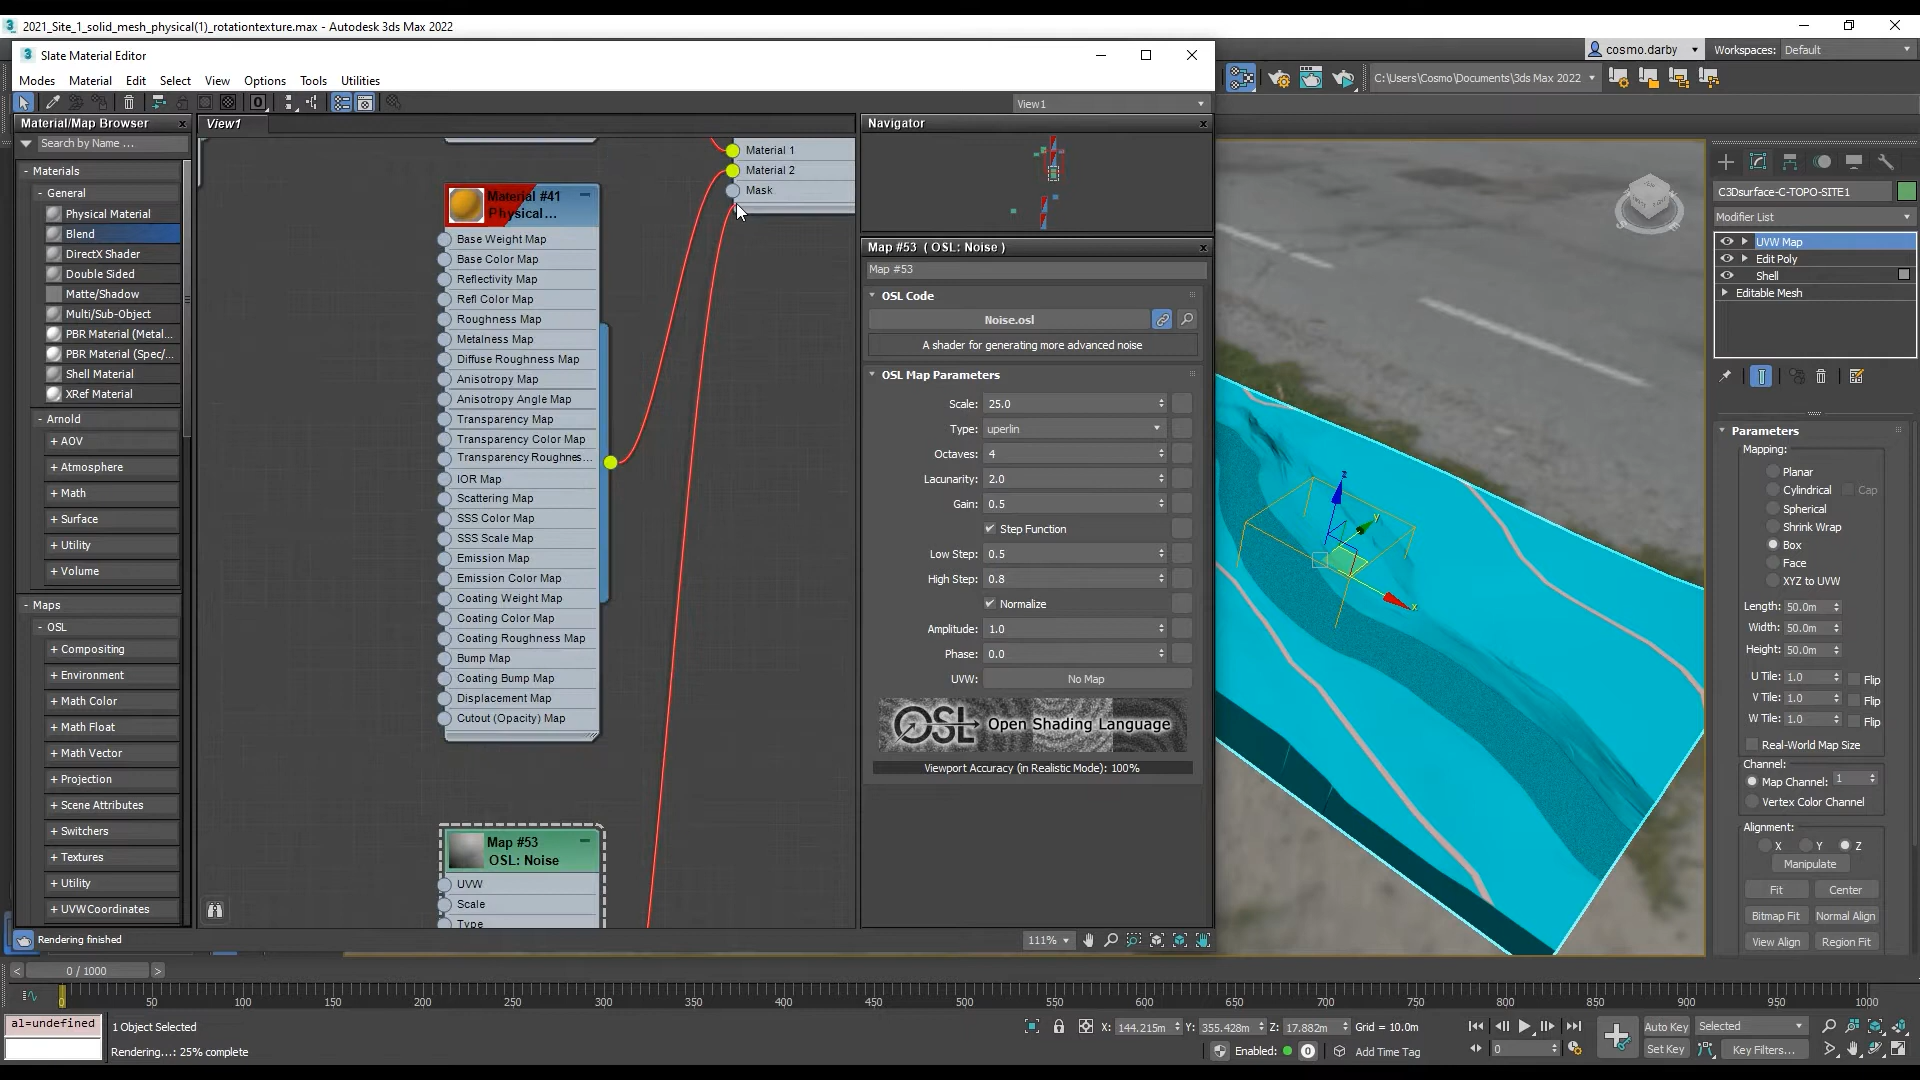 2021_Site_1_solid_mesh_physical(1)_rotationtexture.max - Autodesk 3ds Max 2022
Slate Material Editor
cosmo.darby
Workspaces: Default
Modes Material Edit Select View Options Tools Utilities
C:\Users\Cosmo\Documents\3ds Max 2022
View1
Material/Map Browser
View1
Navigator
Search by Name ...
- Materials
- General
Physical Material
Blend
DirectX Shader
Double Sided
Matte/Shadow
Multi/Sub-Object
PBR Material (Metal...
PBR Material (Spec/...
Shell Material
XRef Material
- Arnold
+ AOV
+ Atmosphere
+ Math
+ Surface
+ Utility
+ Volume
- Maps
- OSL
+ Compositing
+ Environment
+ Math Color
+ Math Float
+ Math Vector
+ Projection
+ Scene Attributes
+ Switchers
+ Textures
+ Utility
+ UVWCoordinates
Material 1
Material 2
Mask
Material #41
Physical...
Base Weight Map
Base Color Map
Reflectivity Map
Refl Color Map
Roughness Map
Metalness Map
Diffuse Roughness Map
Anisotropy Map
Anisotropy Angle Map
Transparency Map
Transparency Color Map
Transparency Roughnes...
IOR Map
Scattering Map
SSS Color Map
SSS Scale Map
Emission Map
Emission Color Map
Coating Weight Map
Coating Color Map
Coating Roughness Map
Bump Map
Coating Bump Map
Displacement Map
Cutout (Opacity) Map
Map #53
OSL: Noise
UVW
Scale
Type
Map #53 ( OSL: Noise )
Map #53
OSL Code
Noise.osl
A shader for generating more advanced noise
OSL Map Parameters
Scale: 25.0
Type: uperlin
Octaves: 4
Lacunarity: 2.0
Gain: 0.5
Step Function
Low Step: 0.5
High Step: 0.8
Normalize
Amplitude: 1.0
Phase: 0.0
UVW: No Map
OSL Open Shading Language
Viewport Accuracy (in Realistic Mode): 100%
Rendering finished
111%
z
y
x
C3Dsurface-C-TOPO-SITE1
Modifier List
UVW Map
Edit Poly
Shell
Editable Mesh
Parameters
Mapping:
Planar
Cylindrical Cap
Spherical
Shrink Wrap
Box
Face
XYZ to UVW
Length: 50.0m
Width: 50.0m
Height: 50.0m
U Tile: 1.0 Flip
V Tile: 1.0 Flip
W Tile: 1.0 Flip
Real-World Map Size
Channel:
Map Channel: 1
Vertex Color Channel
Alignment:
X Y Z
Manipulate
Fit Center
Bitmap Fit Normal Align
View Align Region Fit
< 0 / 1000 >
0 50 100 150 200 250 300 350 400 450 500 550 600 650 700 750 800 850 900 950 1000
al=undefined
1 Object Selected
X: 144.215m Y: 355.428m Z: 17.882m Grid = 10.0m
Auto Key Selected
Rendering...: 25% complete
Enabled: 0
Add Time Tag
0
Set Key
Key Filters...